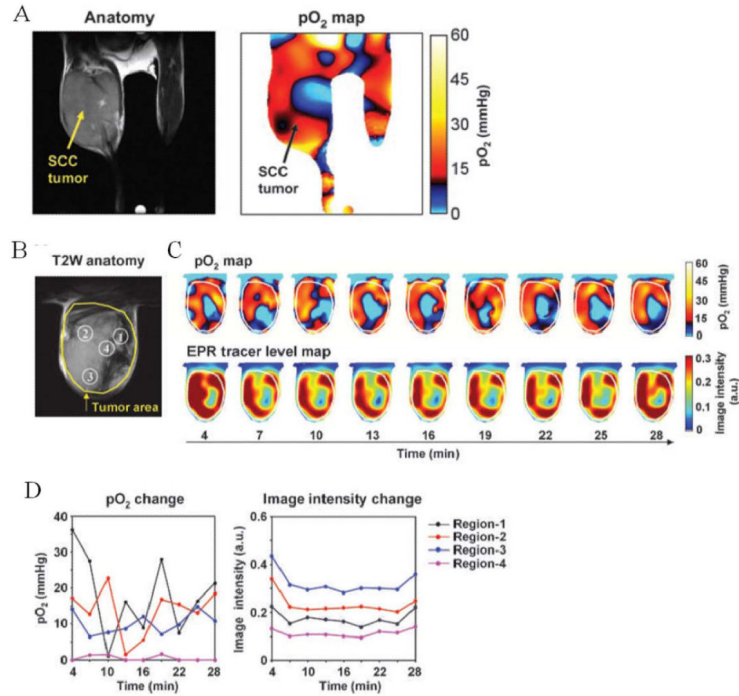 A
Anatomy
pO2 map
SCC
tumor
SCC
tumor
60
45
30
15
0
pO2 (mmHg)
B
T2W anatomy
1
2
4
3
Tumor area
C
pO2 map
60
45
30
15
0
pO2 (mmHg)
EPR tracer level map
0.3
0.2
0.1
0
Image intensity
(a.u.)
4 7 10 13 16 19 22 25 28
Time (min)
D
pO2 change
40
30
20
10
0
pO2 (mmHg)
4 10 16 22 28
Time (min)
Image intensity change
0.6
0.4
0.2
0
Image intensity (a.u.)
4 10 16 22 28
Time (min)
Region-1
Region-2
Region-3
Region-4